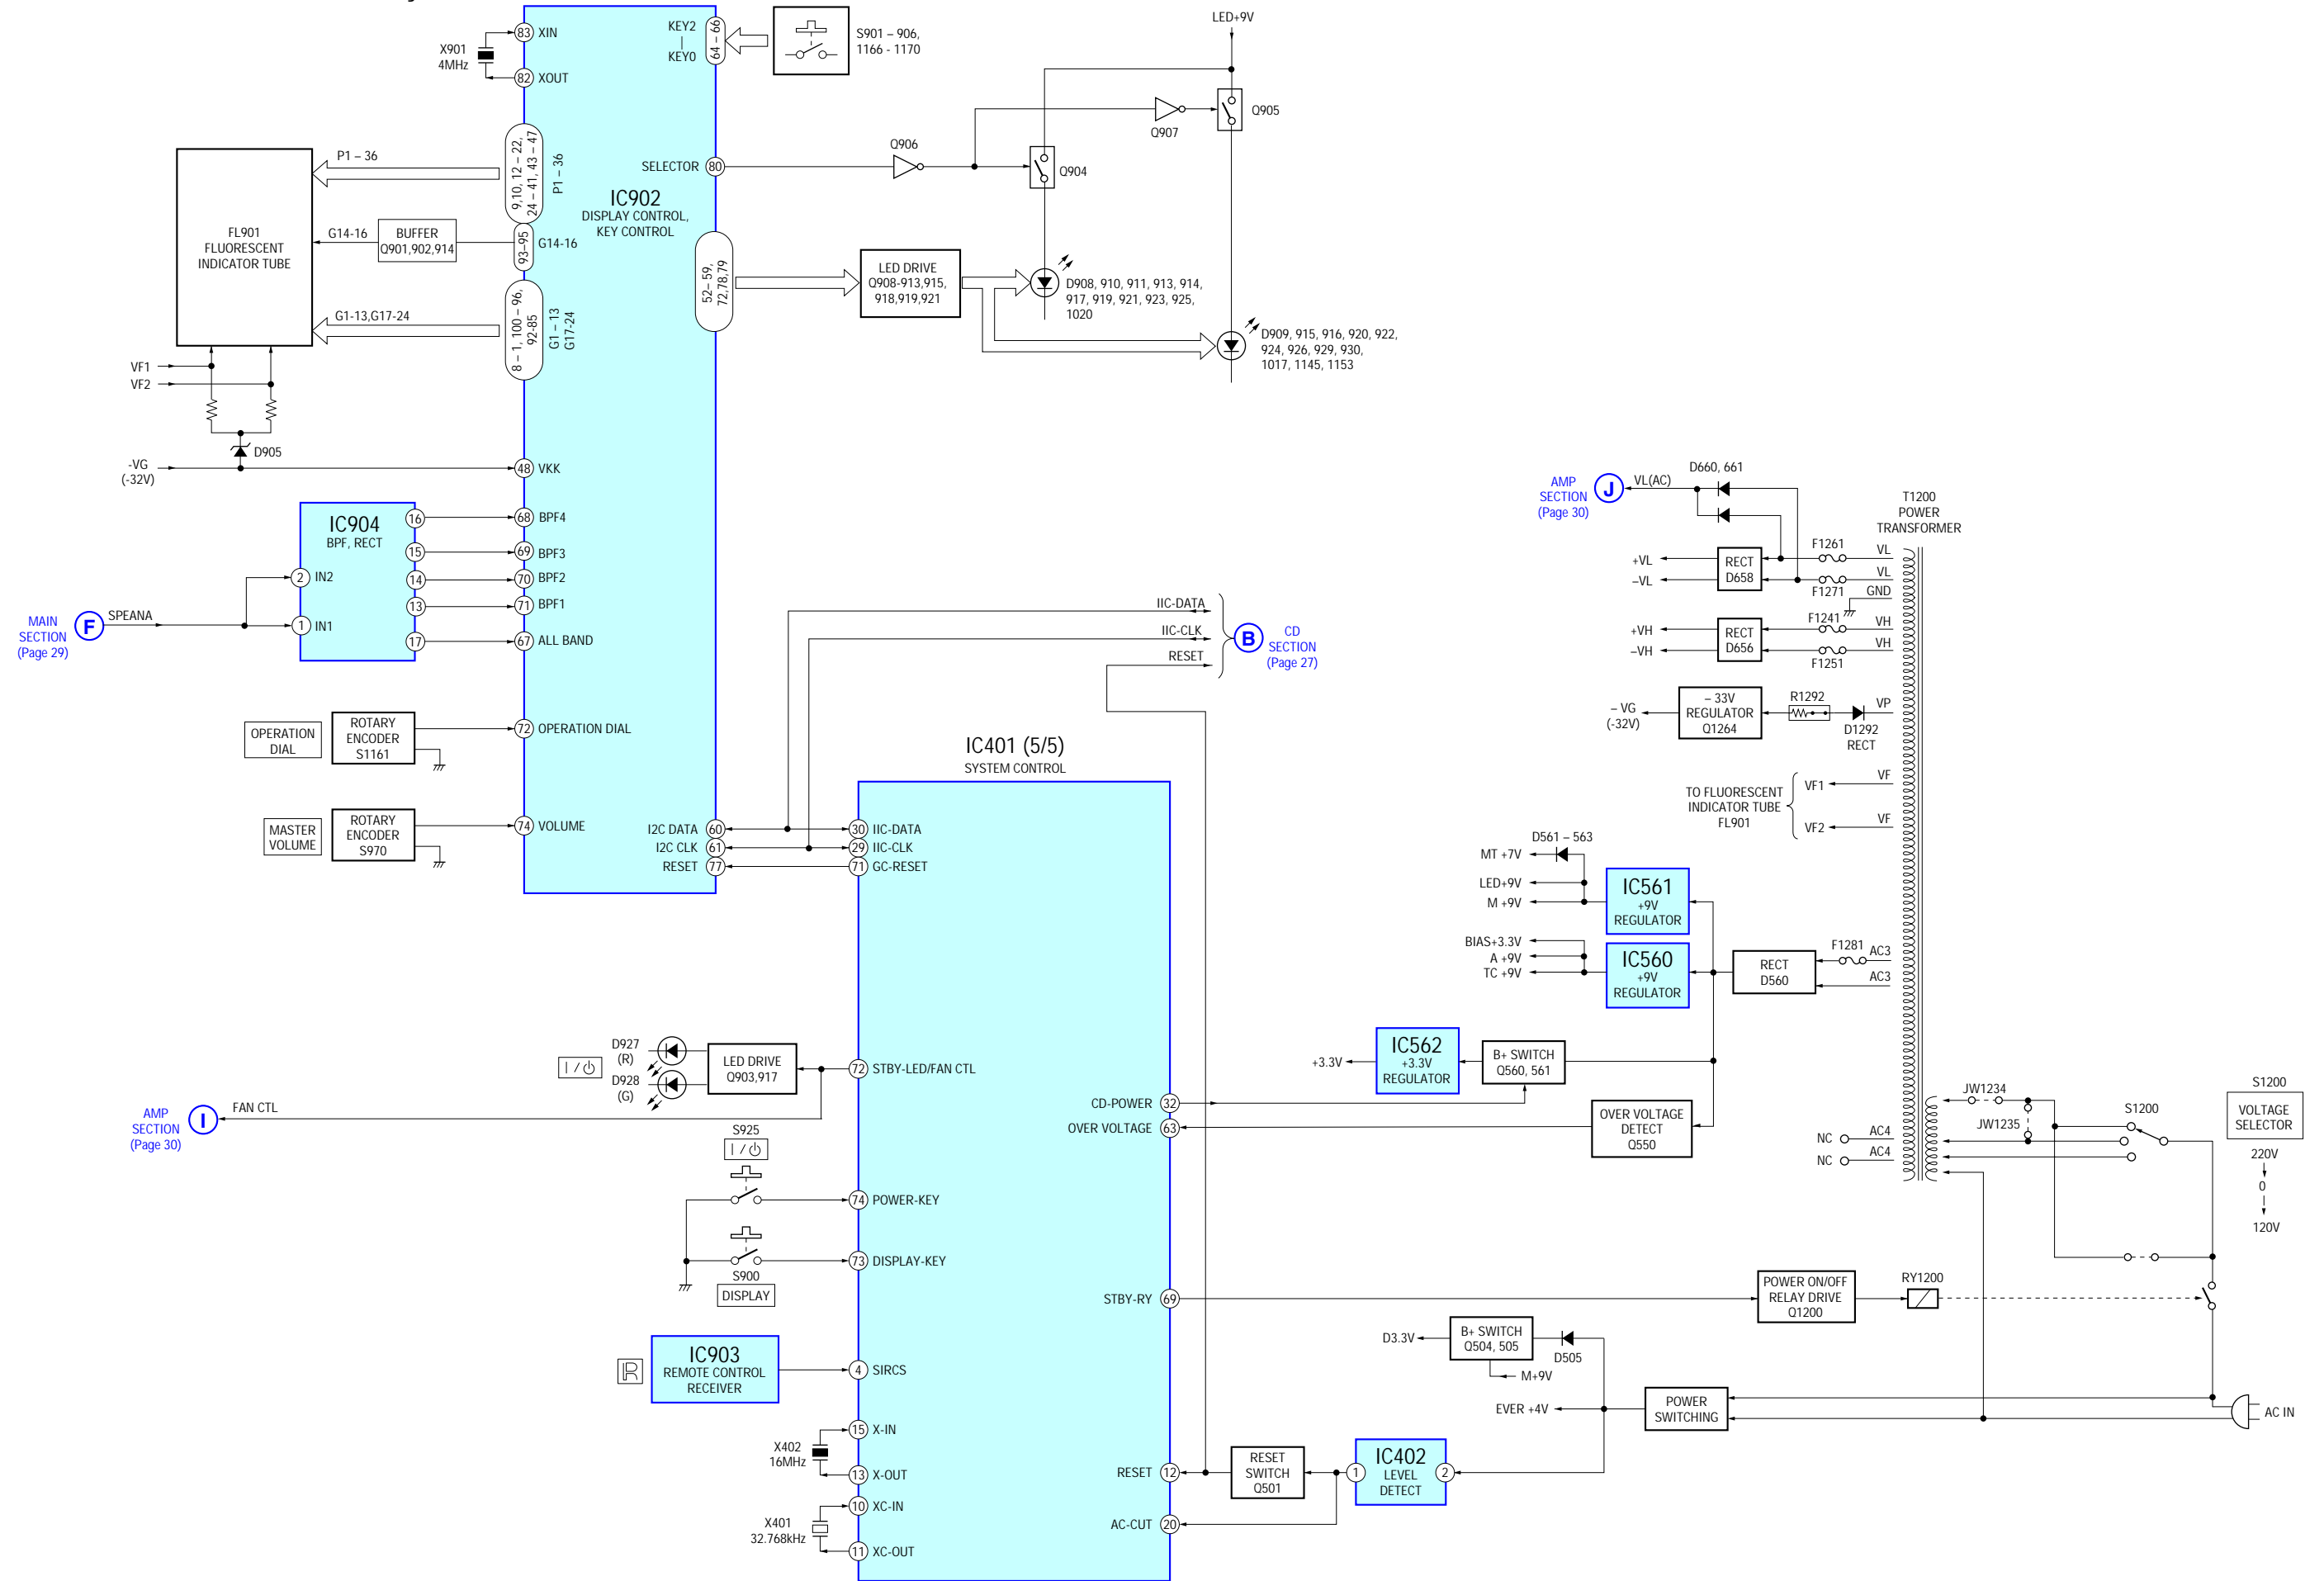 XIN
83
X901
4MHz
82
XOUT
KEY2
|
KEY0
64 – 66
S901 – 906,
1166 - 1170
LED+9V
Q905
Q907
Q906
Q904
SELECTOR
80
IC902
DISPLAY CONTROL,
KEY CONTROL
P1 – 36
9,10, 12 – 22,
24 – 41, 43 – 47
P1 – 36
FL901
FLUORESCENT
INDICATOR TUBE
G14-16
BUFFER
Q901,902,914
93–95
G14-16
G1-13,G17-24
8 – 1, 100 – 96,
92-85
G1 – 13
G17-24
52– 59,
72,78,79
LED DRIVE
Q908-913,915,
918,919,921
D908, 910, 911, 913, 914,
917, 919, 921, 923, 925,
1020
D909, 915, 916, 920, 922,
924, 926, 929, 930,
1017, 1145, 1153
VF1
VF2
D905
-VG
(-32V)
48
VKK
IC904
BPF, RECT
16
68
BPF4
15
69
BPF3
14
70
BPF2
13
71
BPF1
17
67
ALL BAND
2
IN2
1
IN1
MAIN
SECTION
(Page 29)
F
SPEANA
OPERATION
DIAL
ROTARY
ENCODER
S1161
72
OPERATION DIAL
MASTER
VOLUME
ROTARY
ENCODER
S970
74
VOLUME
I2C DATA
60
I2C CLK
61
RESET
77
IIC-DATA
IIC-CLK
RESET
B
CD
SECTION
(Page 27)
IC401 (5/5)
SYSTEM CONTROL
30
IIC-DATA
29
IIC-CLK
71
GC-RESET
D927
(R)
D928
(G)
I /
LED DRIVE
Q903,917
72
STBY-LED/FAN CTL
AMP
SECTION
(Page 30)
I
FAN CTL
S925
I /
74
POWER-KEY
73
DISPLAY-KEY
S900
DISPLAY
R
IC903
REMOTE CONTROL
RECEIVER
4
SIRCS
X402
16MHz
15
X-IN
13
X-OUT
X401
32.768kHz
10
XC-IN
11
XC-OUT
CD-POWER
32
OVER VOLTAGE
63
STBY-RY
69
RESET
12
AC-CUT
20
AMP
SECTION
(Page 30)
J
VL(AC)
D660, 661
T1200
POWER
TRANSFORMER
+VL
–VL
RECT
D658
F1261
VL
VL
F1271
GND
+VH
–VH
RECT
D656
F1241
VH
VH
F1251
– VG
(-32V)
– 33V
REGULATOR
Q1264
R1292
D1292
RECT
VP
TO FLUORESCENT
INDICATOR TUBE
FL901
VF1
VF
VF2
VF
D561 – 563
MT +7V
LED+9V
M +9V
IC561
+9V
REGULATOR
BIAS+3.3V
A +9V
TC +9V
IC560
+9V
REGULATOR
RECT
D560
F1281
AC3
AC3
+3.3V
IC562
+3.3V
REGULATOR
B+ SWITCH
Q560, 561
OVER VOLTAGE
DETECT
Q550
NC
AC4
NC
AC4
JW1234
JW1235
S1200
S1200
VOLTAGE
SELECTOR
220V
0
120V
POWER ON/OFF
RELAY DRIVE
Q1200
RY1200
D3.3V
B+ SWITCH
Q504, 505
D505
M+9V
EVER +4V
POWER
SWITCHING
AC IN
RESET
SWITCH
Q501
1
IC402
LEVEL
DETECT
2